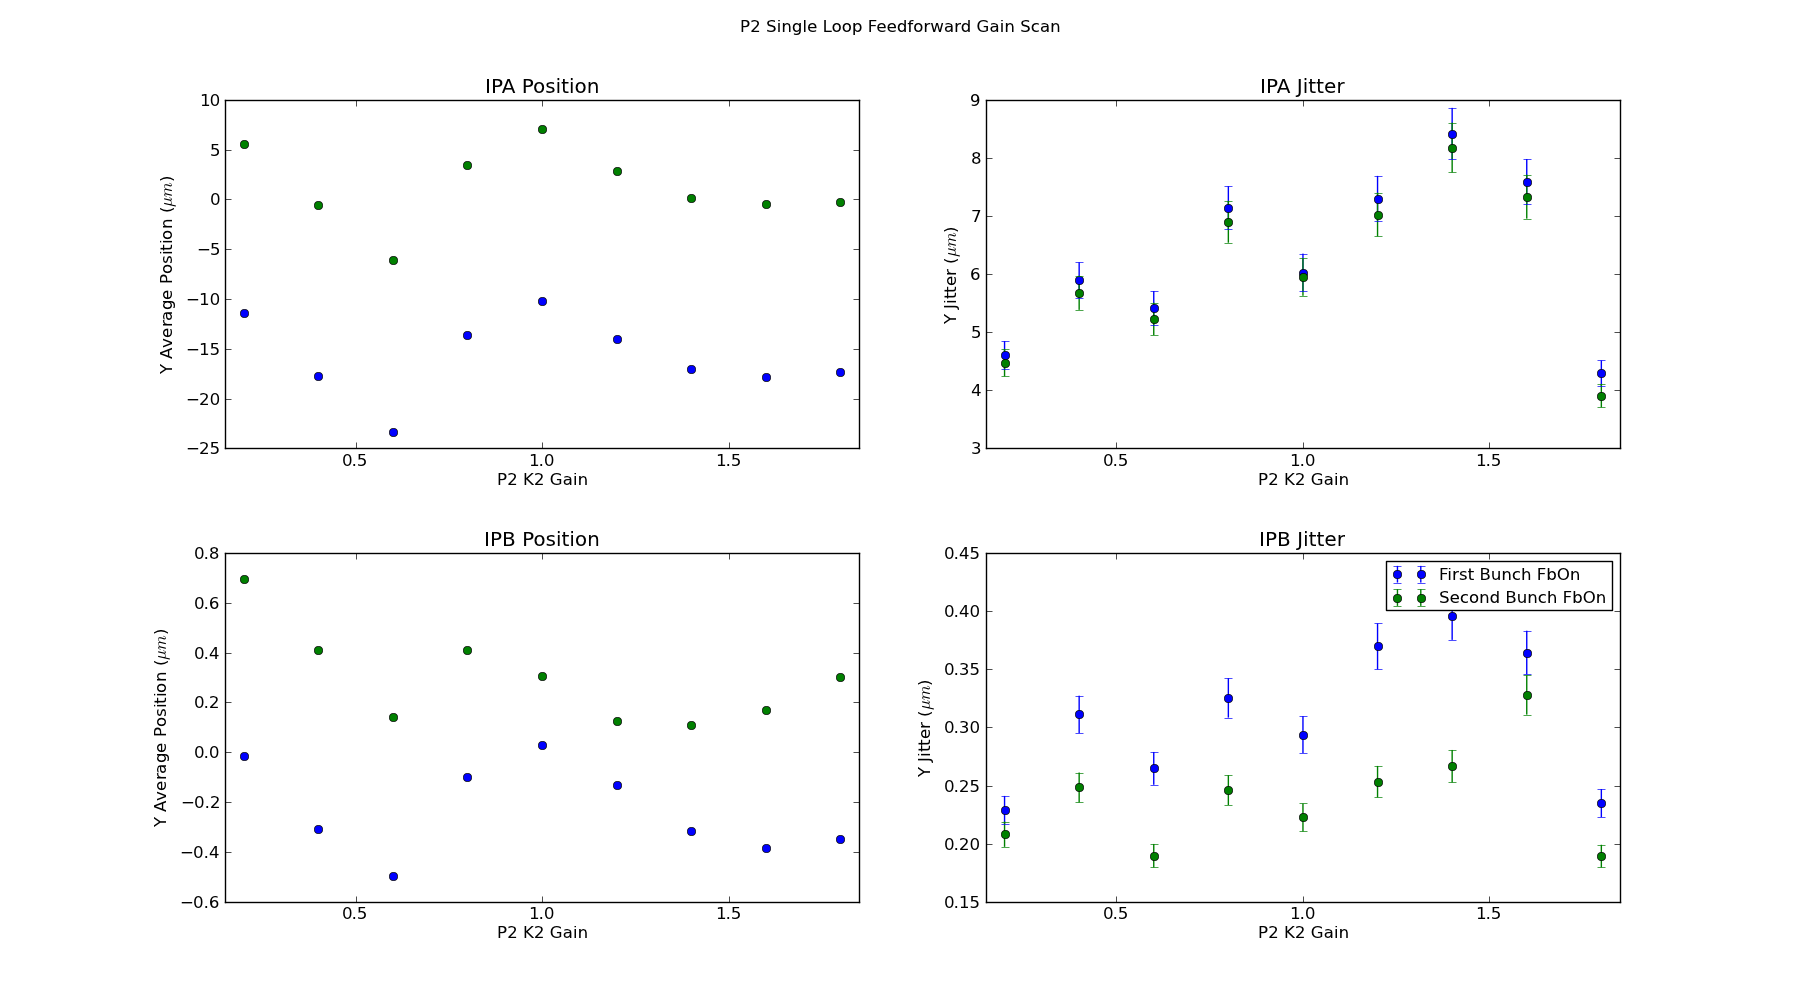 P2 Single Loop Feedforward Gain Scan
IPA Position
10
5
0
−5
−10
−15
−20
−25
Y Average Position (μm)
0.5 1.0 1.5
P2 K2 Gain
IPA Jitter
9
8
7
6
5
4
3
Y Jitter (μm)
0.5 1.0 1.5
P2 K2 Gain
IPB Position
0.8
0.6
0.4
0.2
0.0
−0.2
−0.4
−0.6
Y Average Position (μm)
0.5 1.0 1.5
P2 K2 Gain
IPB Jitter
0.45
0.40
0.35
0.30
0.25
0.20
0.15
Y Jitter (μm)
First Bunch FbOn
Second Bunch FbOn
0.5 1.0 1.5
P2 K2 Gain